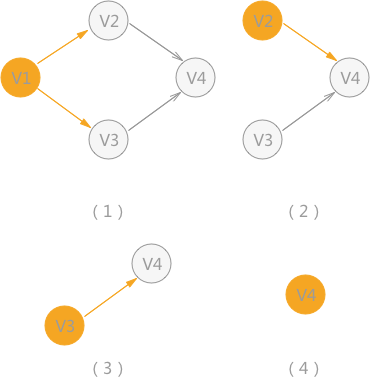 V2 V2
V1 V4 V4
V3 V3
( 1 ) ( 2 )
V4
V4
V3
( 3 ) ( 4 )